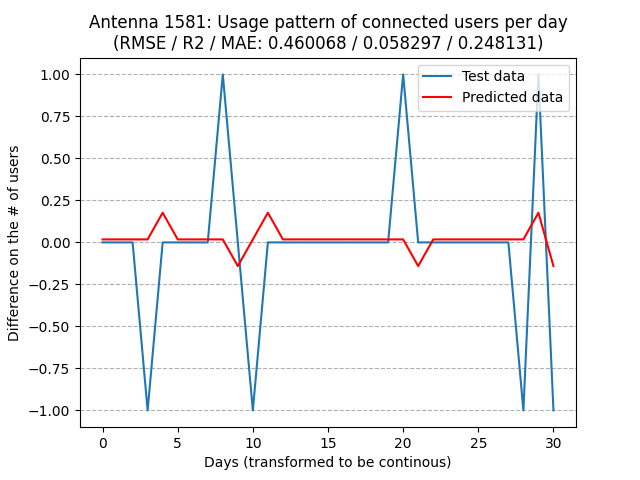 Antenna 1581: Usage pattern of connected users per day
(RMSE / R2 / MAE: 0.460068 / 0.058297 / 0.248131)
Test data
Predicted data
Difference on the # of users
1.00
0.75
0.50
0.25
0.00
−0.25
−0.50
−0.75
−1.00
0 5 10 15 20 25 30
Days (transformed to be continous)